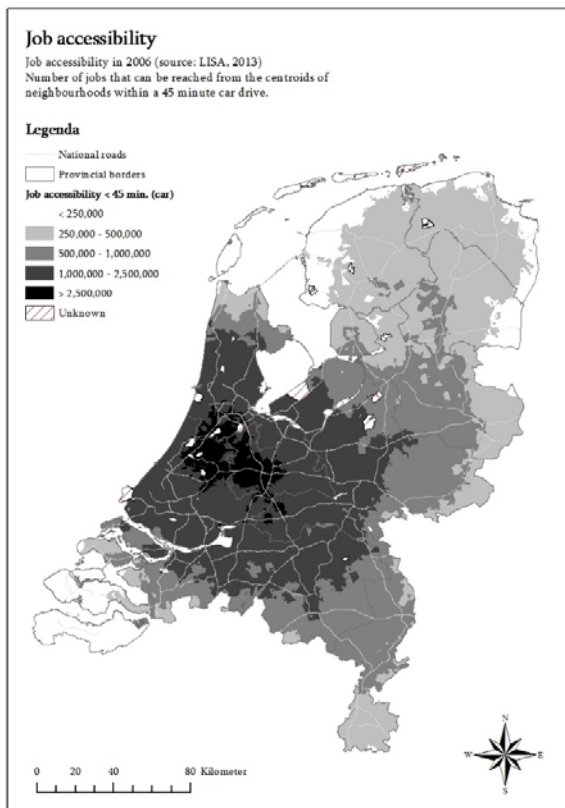 Job accessibility
Job accessibility in 2006 (source: LISA, 2013)
Number of jobs that can be reached from the centroids of
neighbourhoods within a 45 minute car drive.
Legenda
National roads
Provincial borders
Job accessibility < 45 min. (car)
< 250,000
250,000 - 500,000
500,000 - 1,000,000
1,000,000 - 2,500,000
> 2,500,000
Unknown
N
W E
S
0 20 40 80 Kilometer